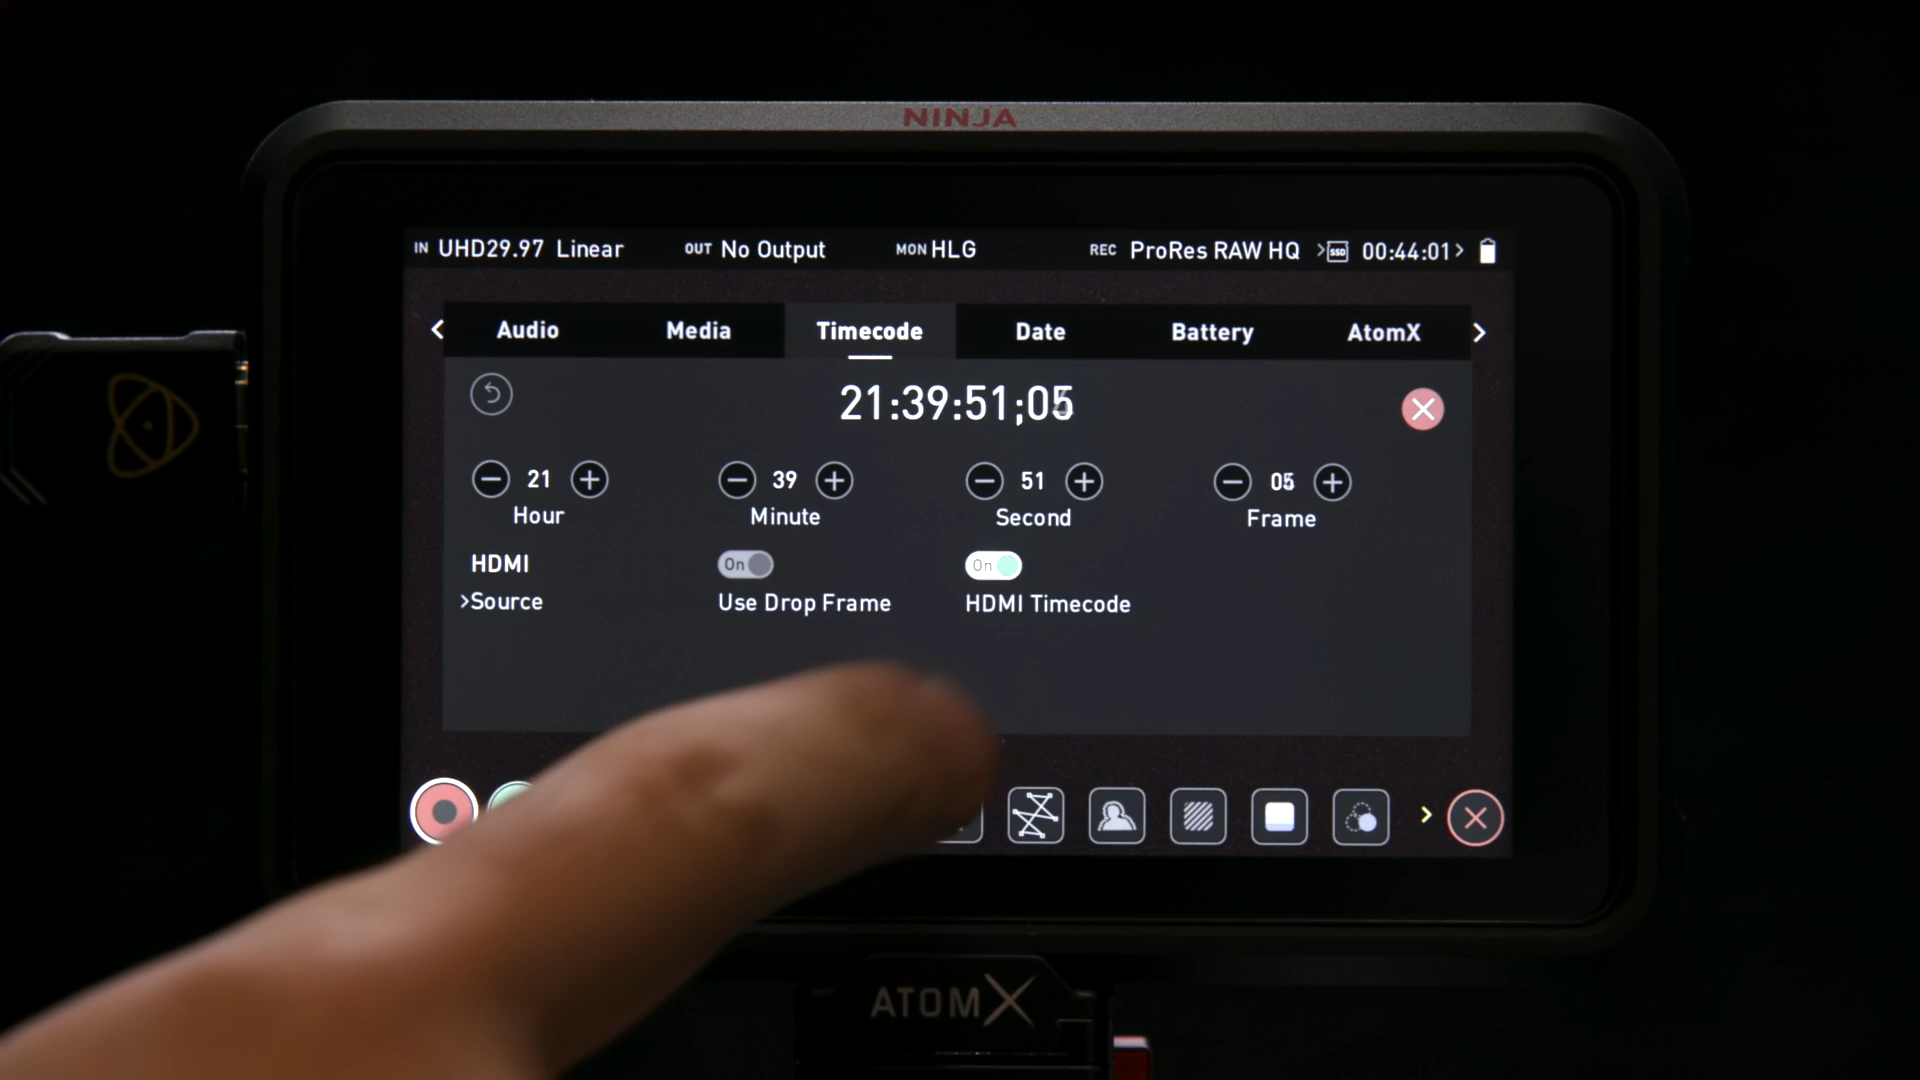 NINJA
IN UHD29.97 Linear OUT No Output MON HLG REC ProRes RAW HQ >SSD 00:44:01>
< Audio Media Timecode Date Battery AtomX >
21:39:51;05
21 39 51 05
Hour Minute Second Frame
HDMI On On
>Source Use Drop Frame HDMI Timecode
ATOMX